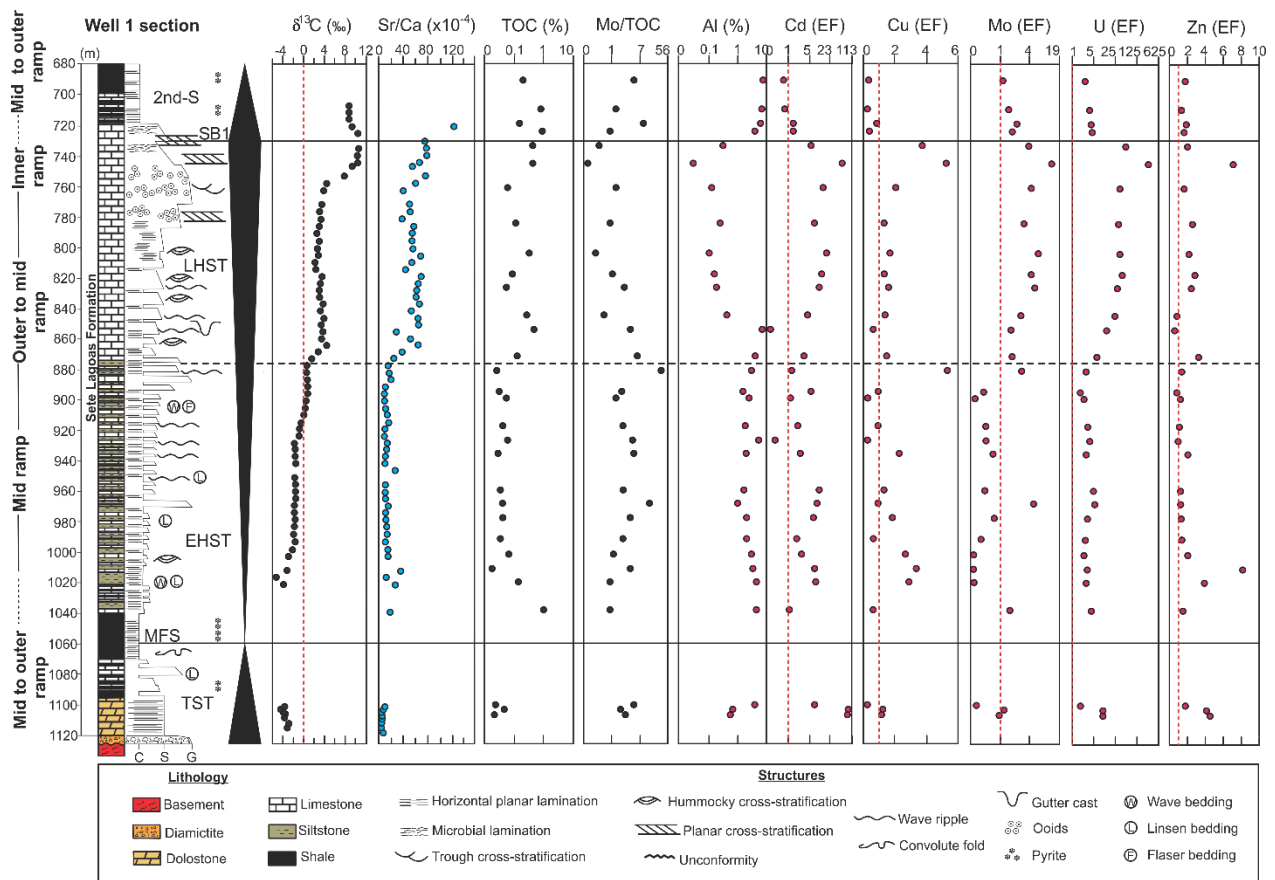 Well 1 section
δ¹³C (‰)
Sr/Ca (x10⁻⁴)
TOC (%)
Mo/TOC
Al (%)
Cd (EF)
Cu (EF)
Mo (EF)
U (EF)
Zn (EF)
(m)
-4 0 4 8 12
0 40 80 120
0 0.1 1 10
0 1 7 56
0 0.1 1 10
0 1 5 23 113
0 2 4 6
0 1 4 19
1 5 25 125 625
0 2 4 6 8 10
680
700
720
740
760
780
800
820
840
860
880
900
920
940
960
980
1000
1020
1040
1060
1080
1100
1120
Mid to outer ramp
Inner ramp
Outer to mid ramp
Mid ramp
Mid to outer ramp
Sete Lagoas Formation
2nd-S
SB1
LHST
W F
L
L
EHST
W L
MFS
L
TST
C S G
Lithology
Basement
Diamictite
Dolostone
Limestone
Siltstone
Shale
Structures
Horizontal planar lamination
Microbial lamination
Trough cross-stratification
Hummocky cross-stratification
Planar cross-stratification
Unconformity
Wave ripple
Convolute fold
Gutter cast
Ooids
Pyrite
W Wave bedding
L Linsen bedding
F Flaser bedding